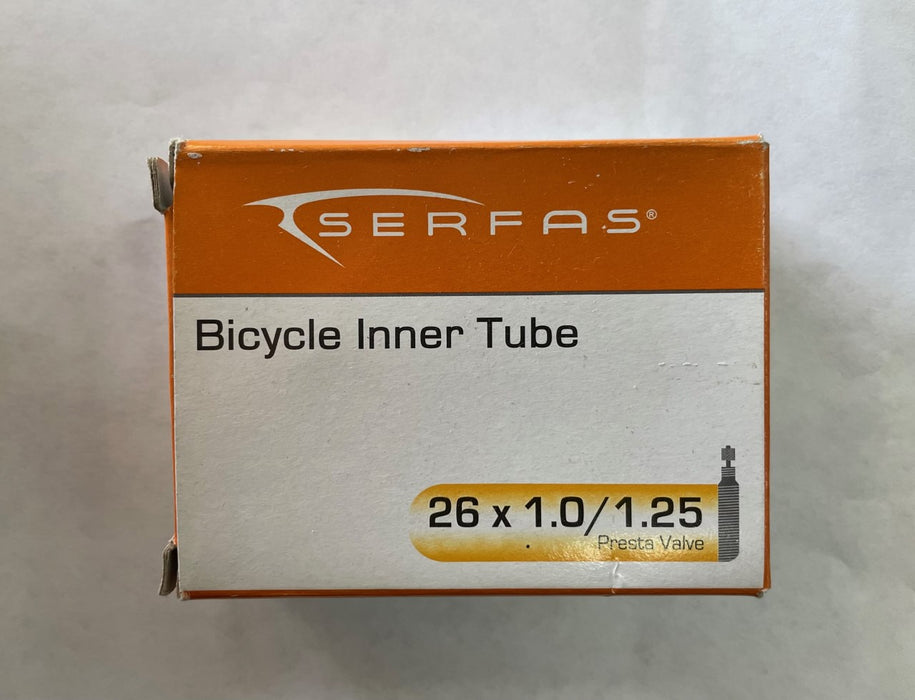 SERFAS®
Bicycle Inner Tube
26 x 1.0/1.25
Presta Valve